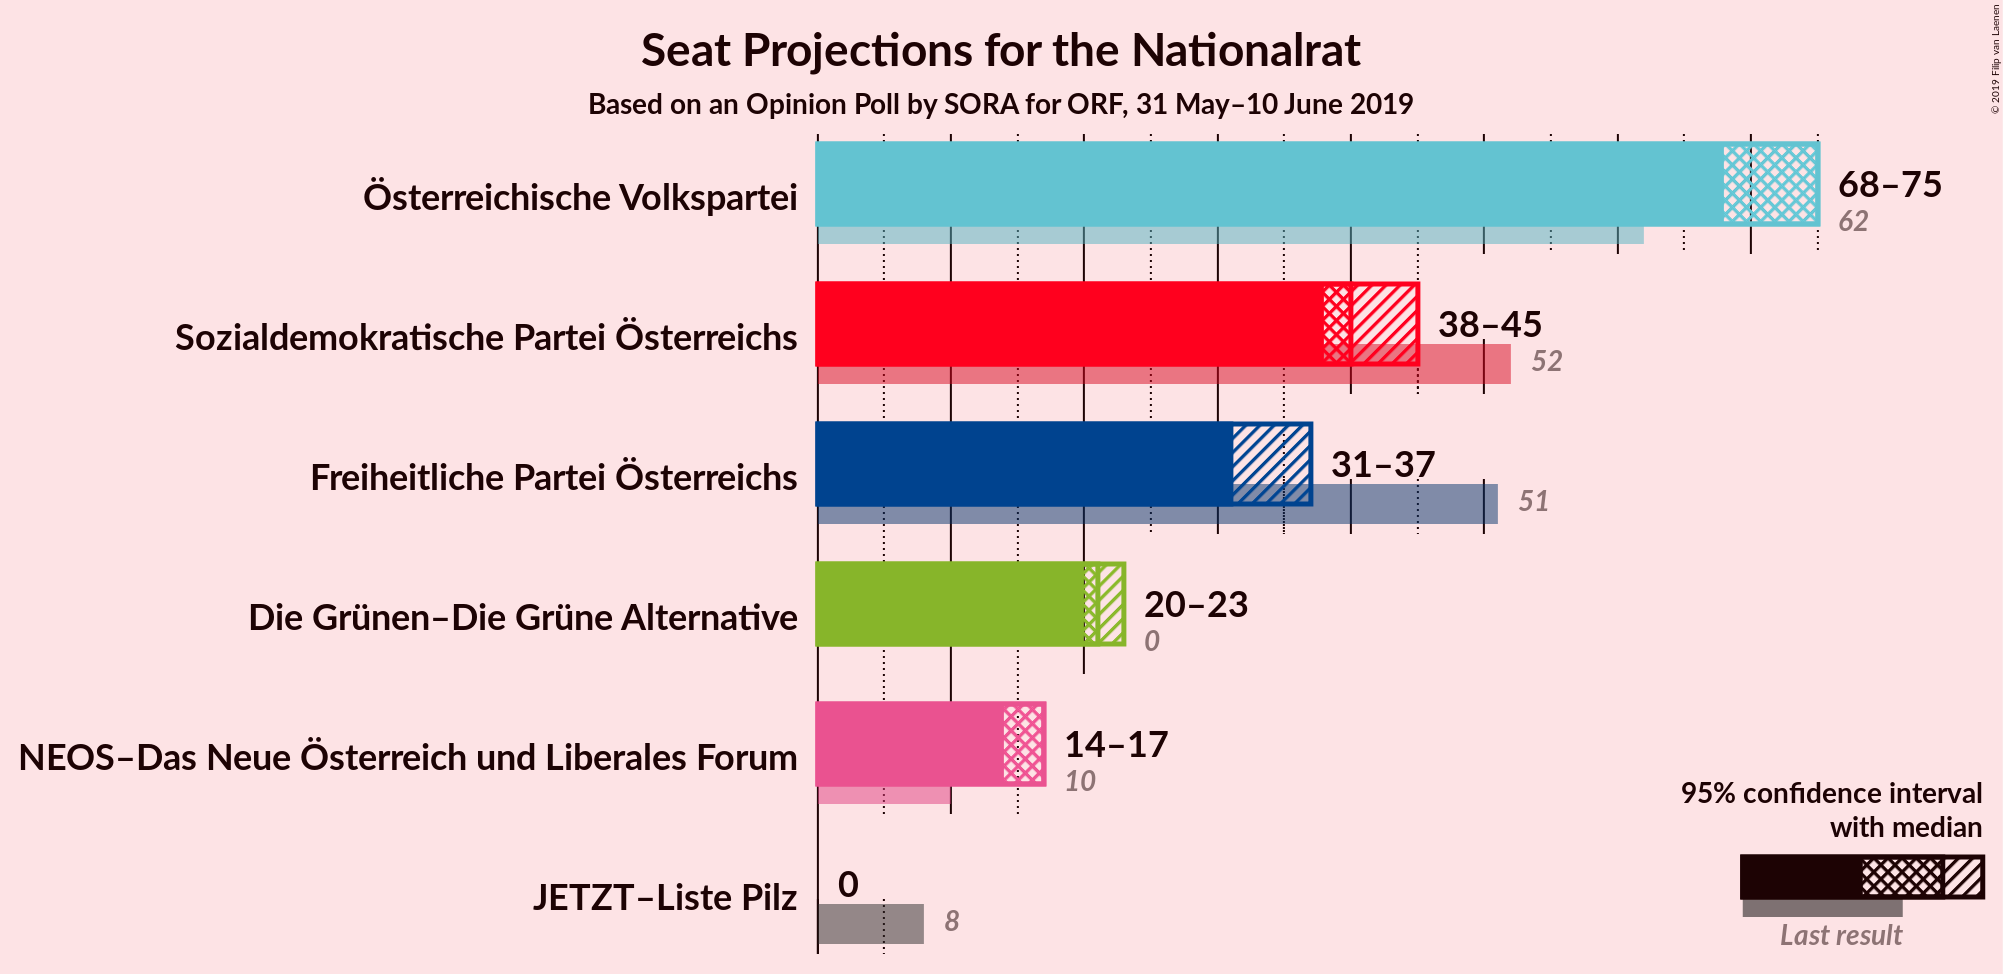 Seat Projections for the Nationalrat
Based on an Opinion Poll by SORA for ORF, 31 May–10 June 2019
© 2019 Filip van Laenen
Österreichische Volkspartei
68–75
62
Sozialdemokratische Partei Österreichs
38–45
52
Freiheitliche Partei Österreichs
31–37
51
Die Grünen–Die Grüne Alternative
20–23
0
NEOS–Das Neue Österreich und Liberales Forum
14–17
10
JETZT–Liste Pilz
0
8
95% confidence interval
with median
Last result